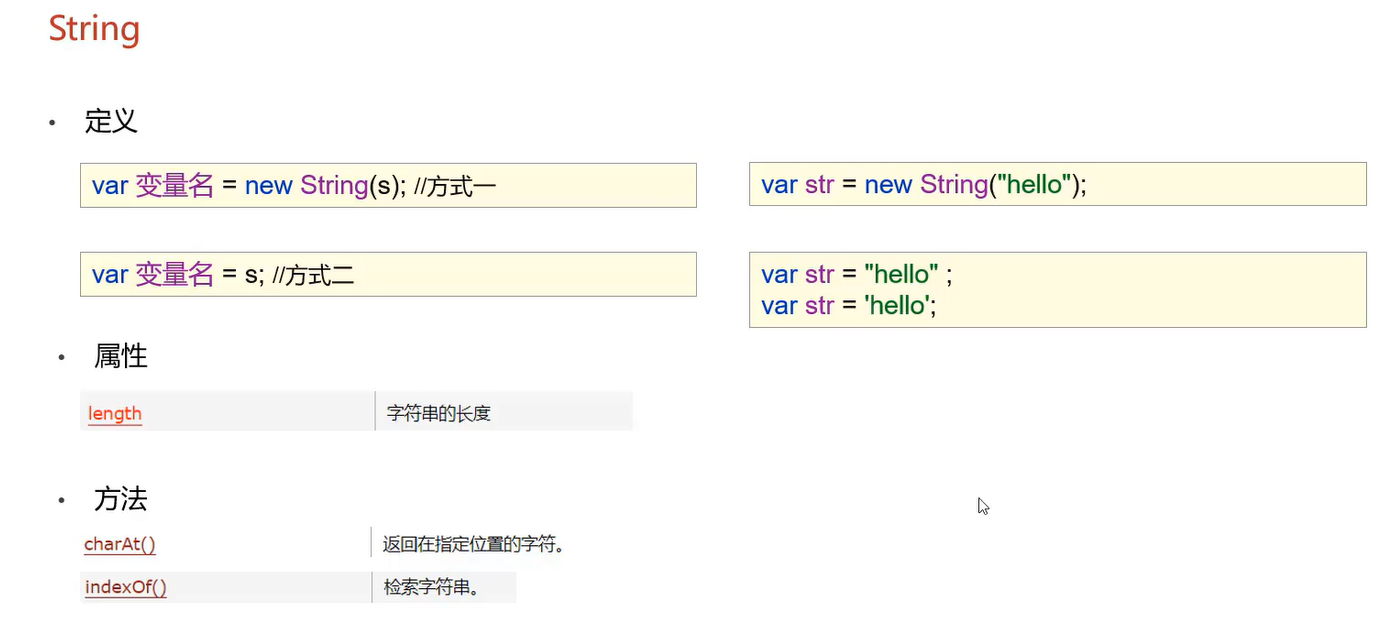 String
• 定义
var 变量名 = new String(s); //方式一
var str = new String("hello");
var 变量名 = s; //方式二
var str = "hello" ;
var str = 'hello';
• 属性
length 字符串的长度
• 方法
charAt() 返回在指定位置的字符。
indexOf() 检索字符串。